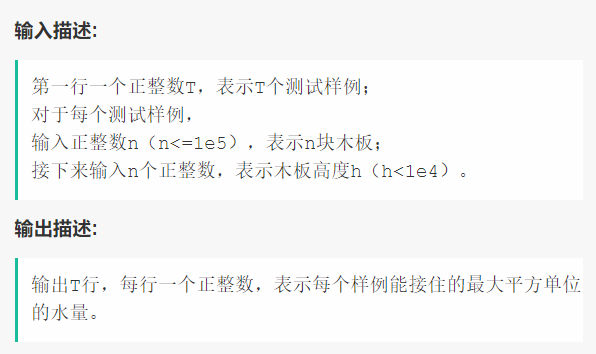 输入描述:
第一行一个正整数T，表示T个测试样例；
对于每个测试样例，
输入正整数n（n<=1e5），表示n块木板；
接下来输入n个正整数，表示木板高度h（h<1e4）。
输出描述:
输出T行，每行一个正整数，表示每个样例能接住的最大平方单位
的水量。